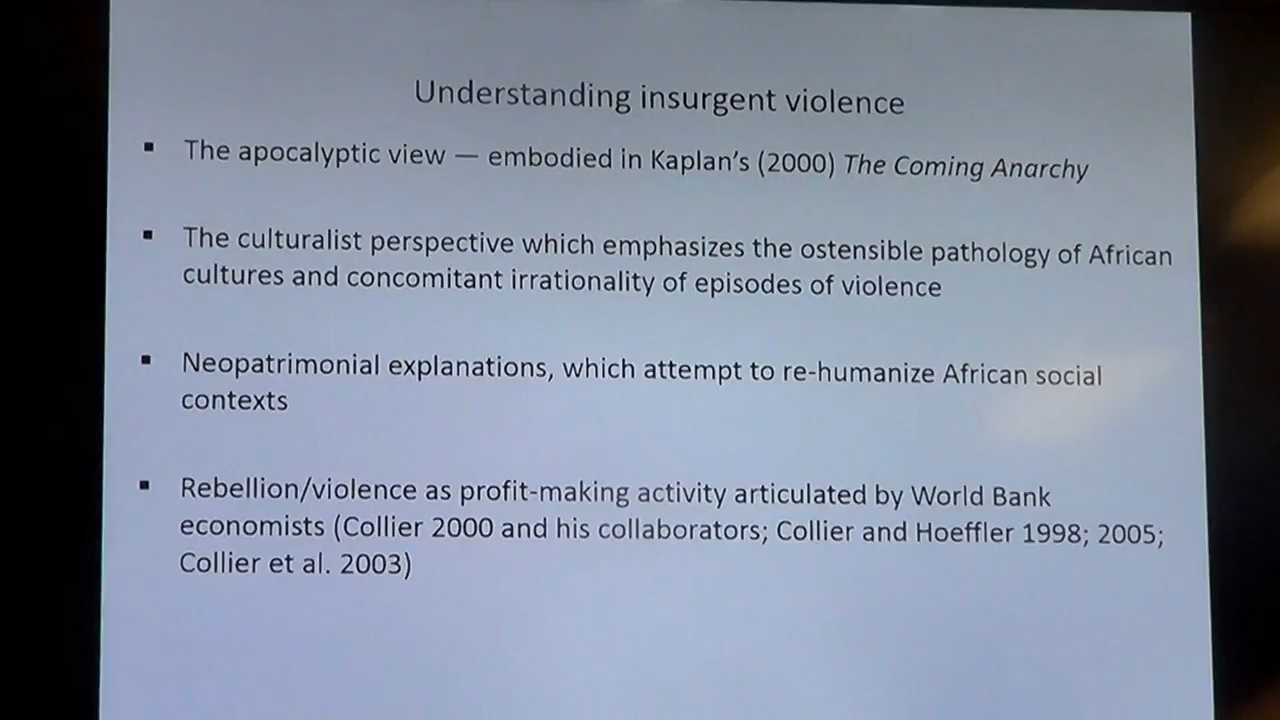 Understanding insurgent violence
▪ The apocalyptic view — embodied in Kaplan’s (2000) The Coming Anarchy
▪ The culturalist perspective which emphasizes the ostensible pathology of African
cultures and concomitant irrationality of episodes of violence
▪ Neopatrimonial explanations, which attempt to re-humanize African social
contexts
▪ Rebellion/violence as profit-making activity articulated by World Bank
economists (Collier 2000 and his collaborators; Collier and Hoeffler 1998; 2005;
Collier et al. 2003)